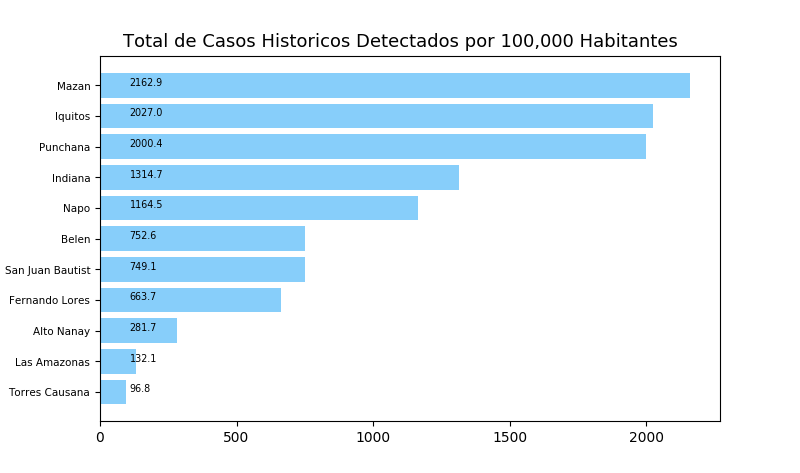 Total de Casos Historicos Detectados por 100,000 Habitantes
Mazan 2162.9
Iquitos 2027.0
Punchana 2000.4
Indiana 1314.7
Napo 1164.5
Belen 752.6
San Juan Bautist 749.1
Fernando Lores 663.7
Alto Nanay 281.7
Las Amazonas 132.1
Torres Causana 96.8
0 500 1000 1500 2000